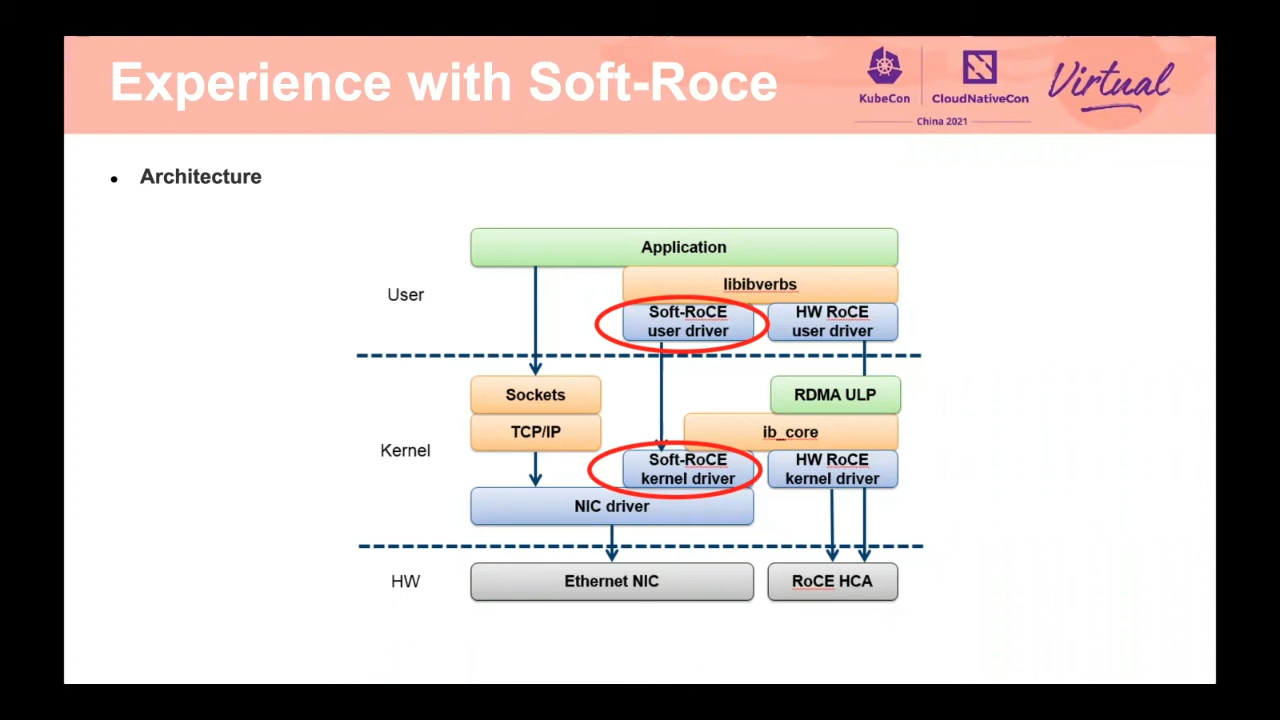 Experience with Soft-Roce
KubeCon
CloudNativeCon
Virtual
China 2021
• Architecture
Application
User
libibverbs
Soft-RoCE
user driver
HW RoCE
user driver
Kernel
Sockets
TCP/IP
RDMA ULP
ib_core
Soft-RoCE
kernel driver
HW RoCE
kernel driver
NIC driver
HW
Ethernet NIC
RoCE HCA